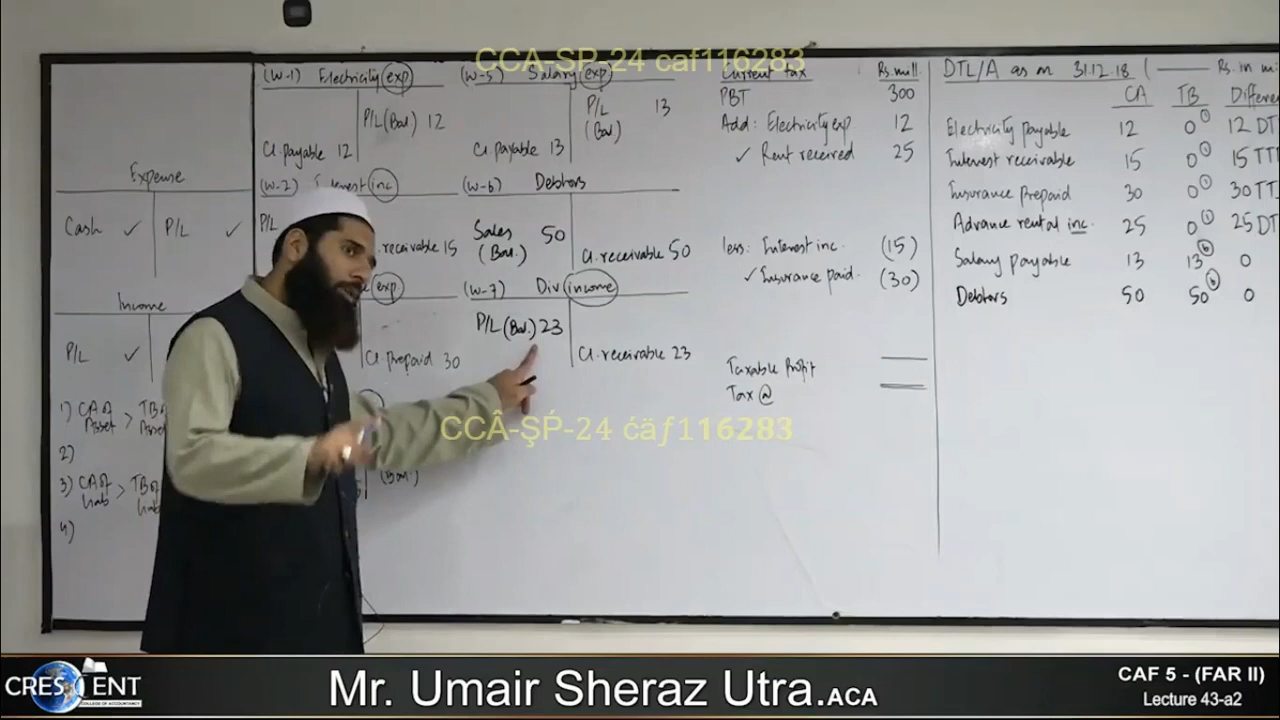 CCA-SP-24 caf116283
Expense
Cash ✓ P/L ✓
Income
P/L ✓
1) CA of Asset > TB of
2)
3) CA of Liab > TB of Liab
4)
(W-1) Electricity exp
P/L (Bal.) 12
Cl. payable 12
(W-2) Interest inc
P/L
receivable 15
exp
Cl. prepaid 30
(Bal.)
(W-5) Salary exp
P/L (Bal) 13
Cl. payable 13
(W-6) Debtors
Sales (Bal.) 50
Cl. receivable 50
(W-7) Div income
P/L (Bal.) 23
Cl. receivable 23
CCÂ-ŞṔ-24 ćäƒ116283
Current tax Rs. mill
PBT 300
Add: Electricity exp. 12
✓ Rent received 25
less: Interest inc. (15)
✓ Insurance paid. (30)
Taxable Profit
Tax @
DTL/A as on 31.12.18 ( Rs. in mi
CA TB Differe
Electricity payable 12 0 12 DT
Interest receivable 15 0 15 TT
Insurance Prepaid 30 0 30 TT
Advance rental inc. 25 0 25 DT
Salary payable 13 13 0
Debtors 50 50 0
CRESCENT
COLLEGE OF ACCOUNTANCY
Mr. Umair Sheraz Utra.ACA
CAF 5 - (FAR II)
Lecture 43-a2